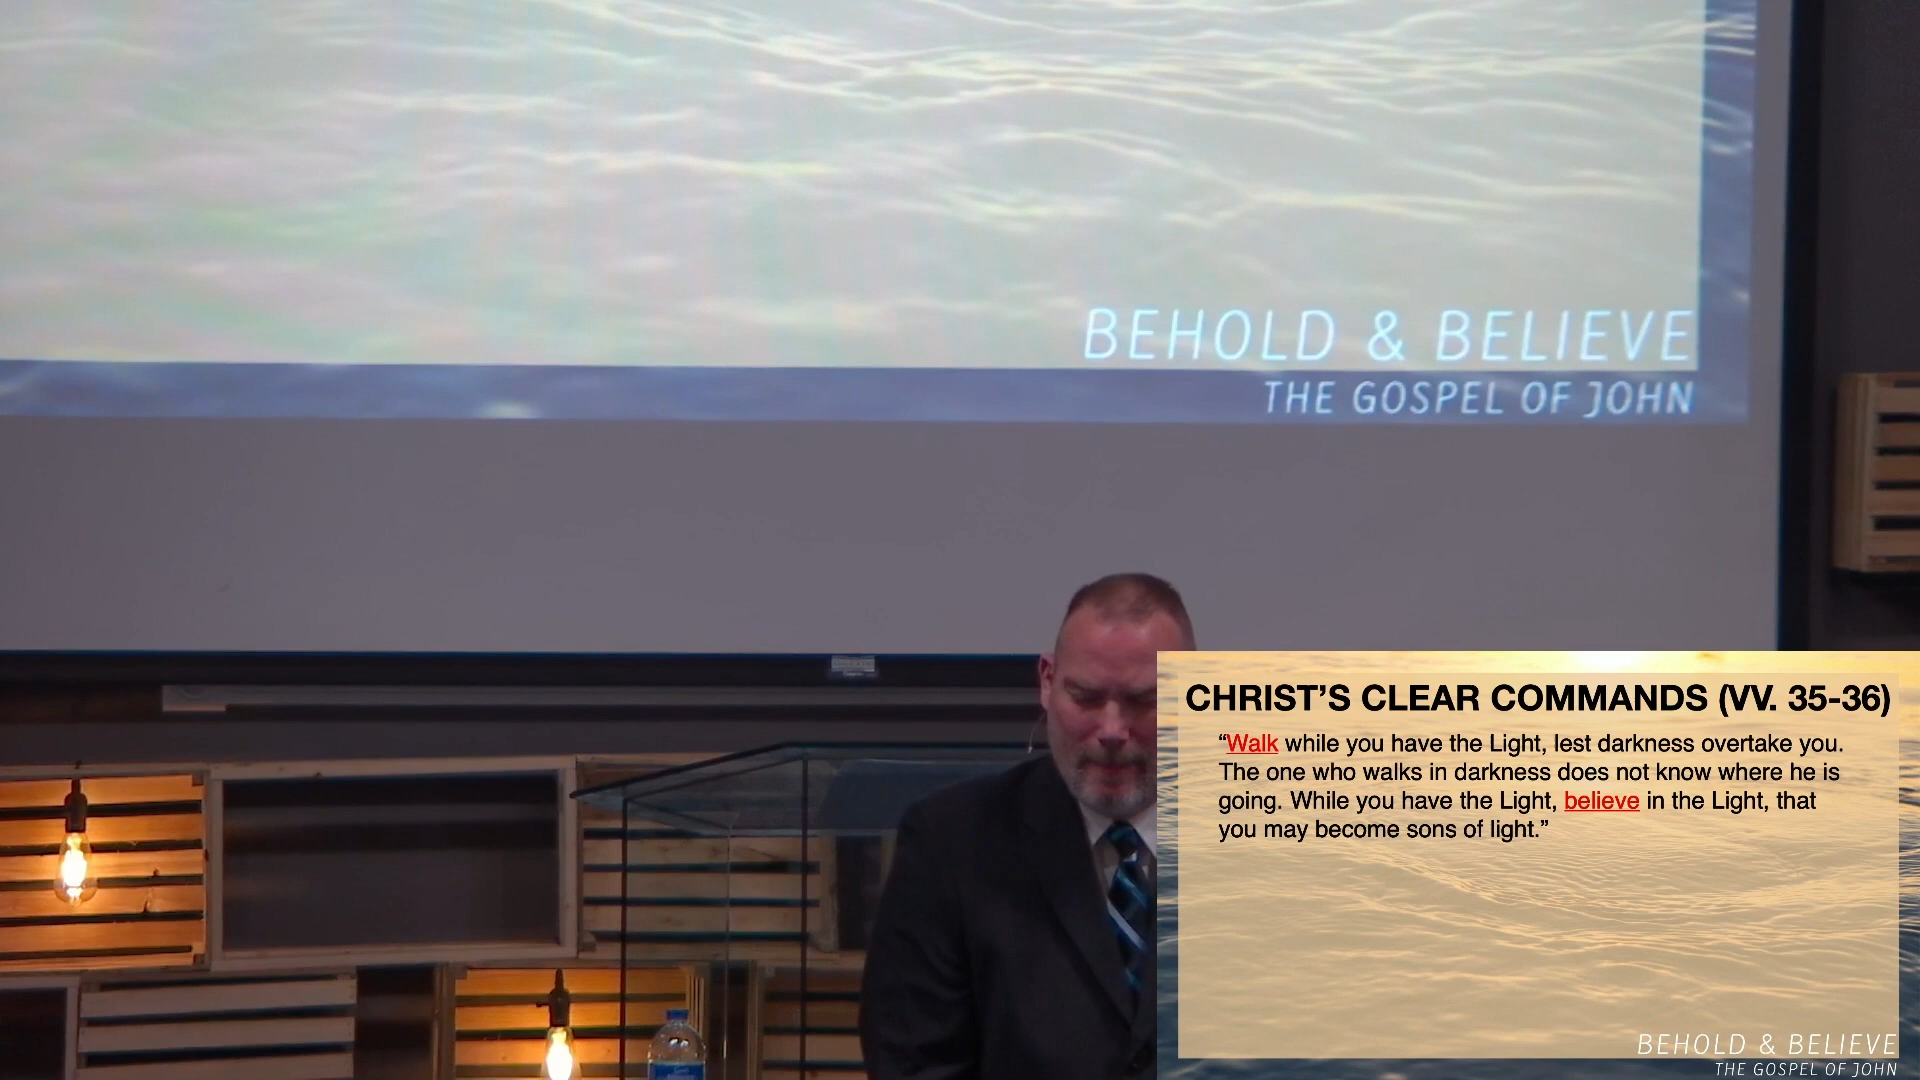 BEHOLD & BELIEVE
THE GOSPEL OF JOHN
CHRIST’S CLEAR COMMANDS (VV. 35-36)
“Walk while you have the Light, lest darkness overtake you.
The one who walks in darkness does not know where he is
going. While you have the Light, believe in the Light, that
you may become sons of light.”
BEHOLD & BELIEVE
THE GOSPEL OF JOHN